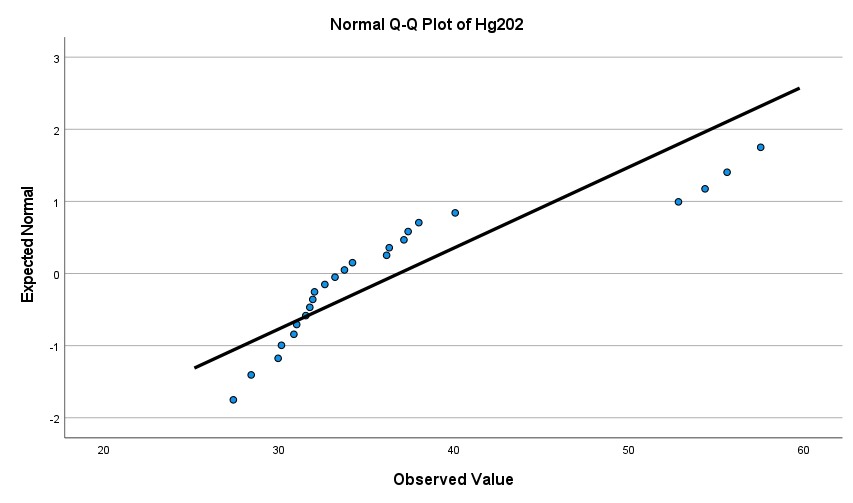 Normal Q-Q Plot of Hg202
3
2
1
0
-1
-2
Expected Normal
20 30 40 50 60
Observed Value